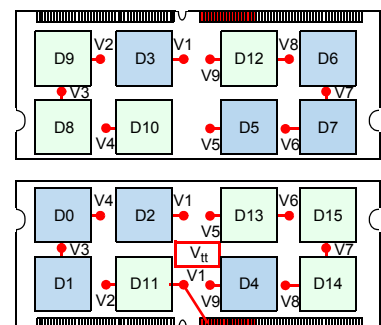 V2 V1 V8
D9 D3 D12 D6
V9
V3 V7
D8 D10 D5 D7
V4 V5 V6
V4 V1 V6
D0 D2 D13 D15
V5
V3 Vtt V7
V1
D1 D11 D4 D14
V2 V9 V8